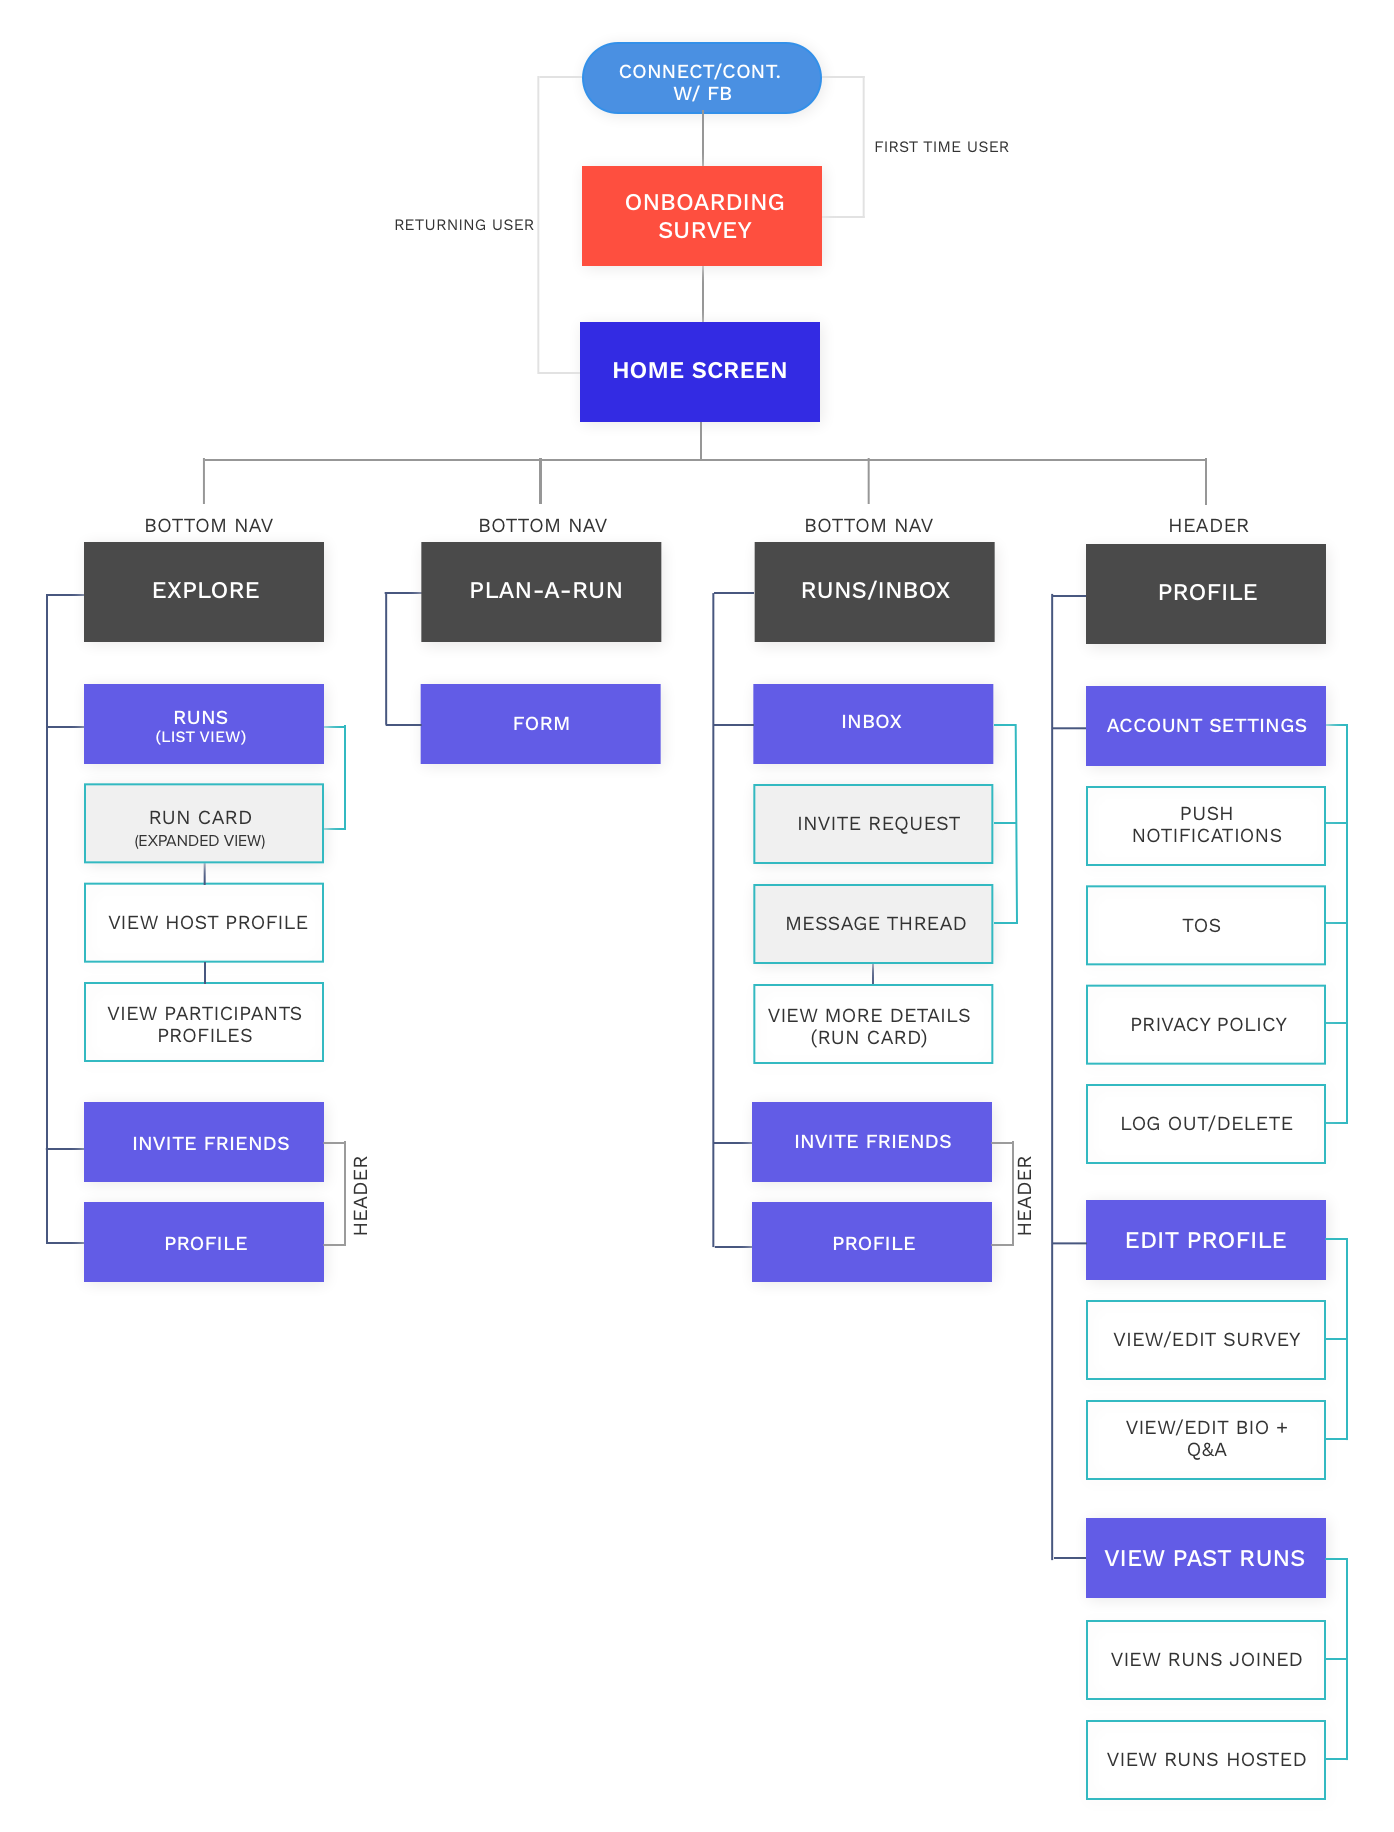 CONNECT/CONT.
W/ FB
FIRST TIME USER
ONBOARDING
SURVEY
RETURNING USER
HOME SCREEN
BOTTOM NAV
EXPLORE
RUNS
(LIST VIEW)
RUN CARD
(EXPANDED VIEW)
VIEW HOST PROFILE
VIEW PARTICIPANTS
PROFILES
INVITE FRIENDS
PROFILE
HEADER
BOTTOM NAV
PLAN-A-RUN
FORM
BOTTOM NAV
RUNS/INBOX
INBOX
INVITE REQUEST
MESSAGE THREAD
VIEW MORE DETAILS
(RUN CARD)
INVITE FRIENDS
PROFILE
HEADER
HEADER
PROFILE
ACCOUNT SETTINGS
PUSH
NOTIFICATIONS
TOS
PRIVACY POLICY
LOG OUT/DELETE
EDIT PROFILE
VIEW/EDIT SURVEY
VIEW/EDIT BIO +
Q&A
VIEW PAST RUNS
VIEW RUNS JOINED
VIEW RUNS HOSTED